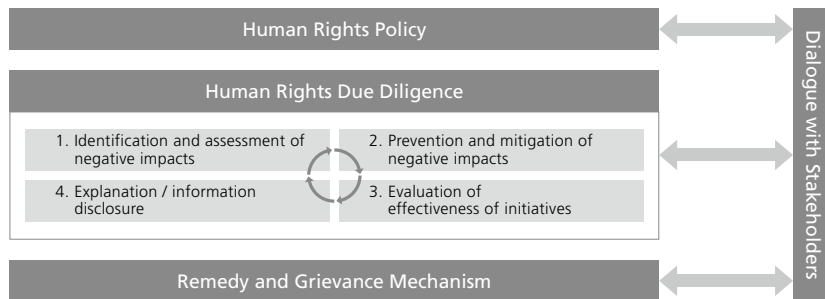 Human Rights Policy
Human Rights Due Diligence
1. Identification and assessment of
negative impacts
2. Prevention and mitigation of
negative impacts
4. Explanation / information
disclosure
3. Evaluation of
effectiveness of initiatives
Remedy and Grievance Mechanism
Dialogue with Stakeholders